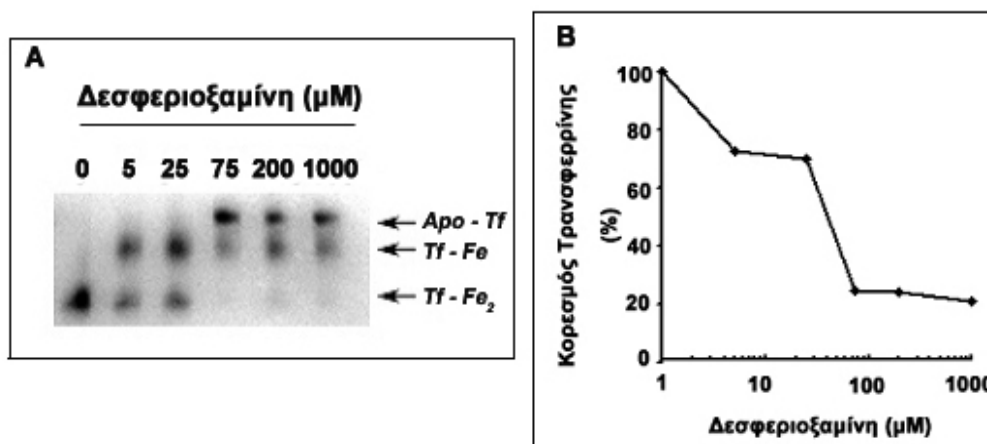 A
Δεσφεριοξαμίνη (μM)
0 5 25 75 200 1000
Apo - Tf
Tf - Fe
Tf - Fe₂
B
Κορεσμός Τρανσφερρίνης
(%)
100
80
60
40
20
0
1 10 100 1000
Δεσφεριοξαμίνη (μM)